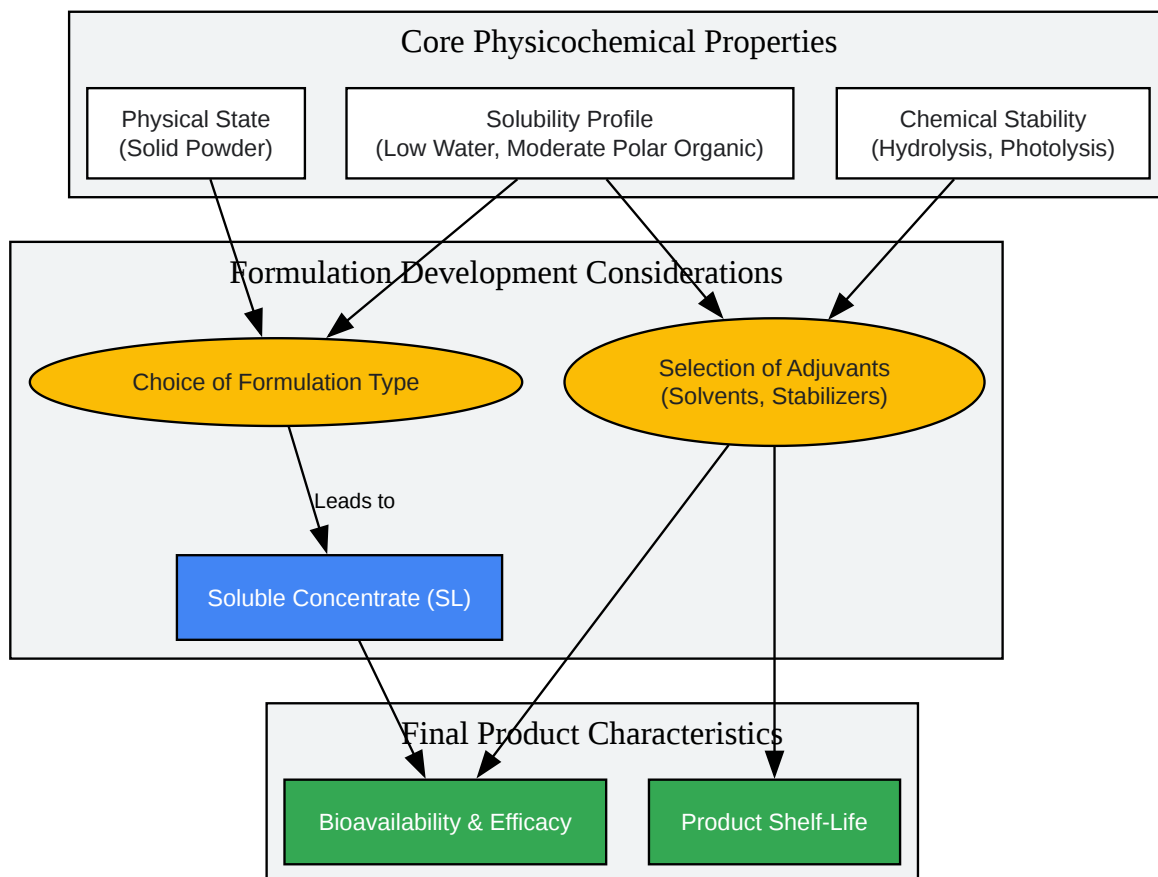 Core Physicochemical Properties
Physical State
(Solid Powder)
Solubility Profile
(Low Water, Moderate Polar Organic)
Chemical Stability
(Hydrolysis, Photolysis)
Formulation Development Considerations
Choice of Formulation Type
Selection of Adjuvants
(Solvents, Stabilizers)
Leads to
Soluble Concentrate (SL)
Final Product Characteristics
Bioavailability & Efficacy
Product Shelf-Life